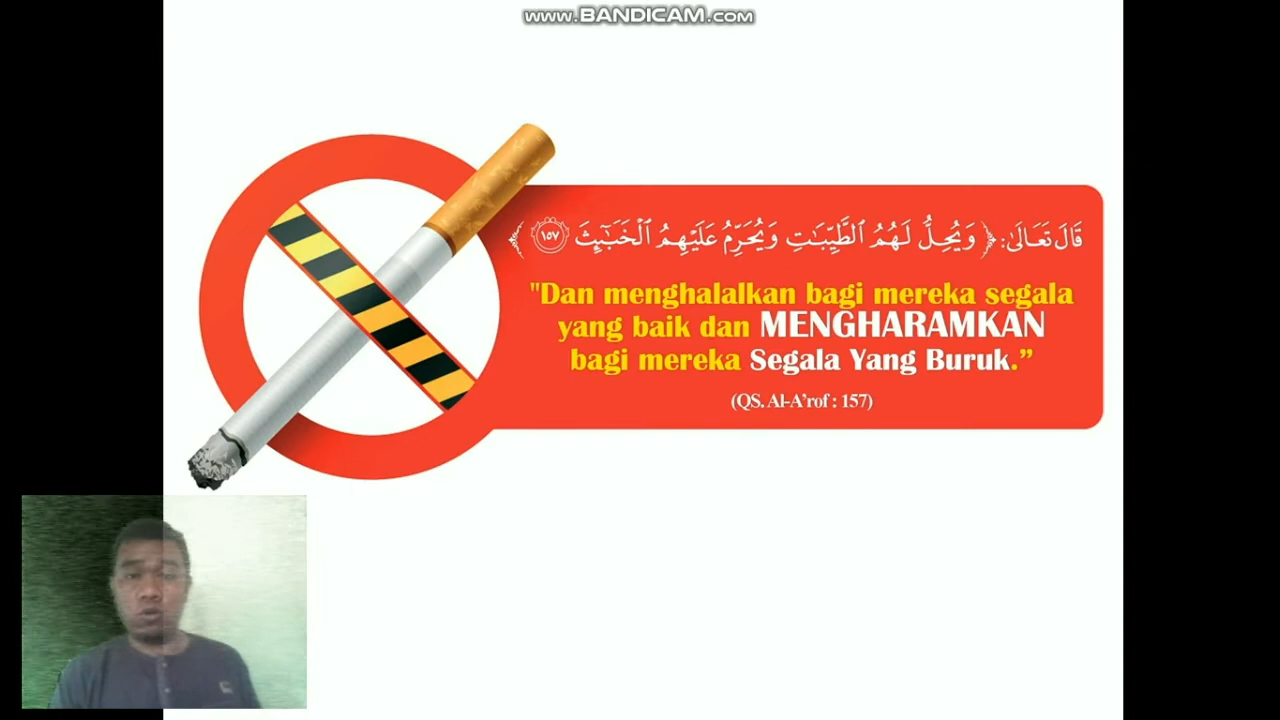 WWW.BANDICAM.COM
قَالَ تَعَالَىٰ: ﴿ وَيُحِلُّ لَهُمُ ٱلطَّيِّبَٰتِ وَيُحَرِّمُ عَلَيْهِمُ ٱلْخَبَٰٓئِثَ ١٥٧ ﴾
"Dan menghalalkan bagi mereka segala
yang baik dan MENGHARAMKAN
bagi mereka Segala Yang Buruk.”
(QS. Al-A’rof : 157)